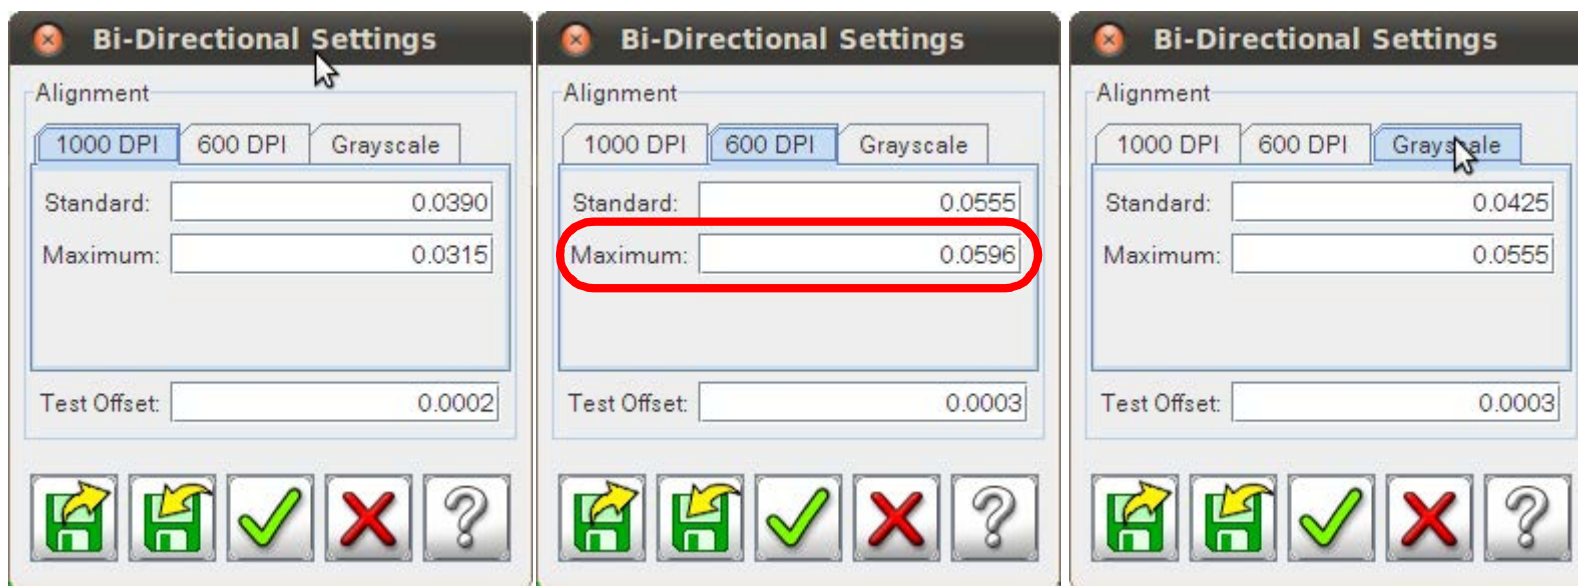 Bi-Directional Settings
Alignment
1000 DPI 600 DPI Grayscale
Standard: 0.0390
Maximum: 0.0315
Test Offset: 0.0002
Bi-Directional Settings
Alignment
1000 DPI 600 DPI Grayscale
Standard: 0.0555
Maximum: 0.0596
Test Offset: 0.0003
Bi-Directional Settings
Alignment
1000 DPI 600 DPI Grayscale
Standard: 0.0425
Maximum: 0.0555
Test Offset: 0.0003